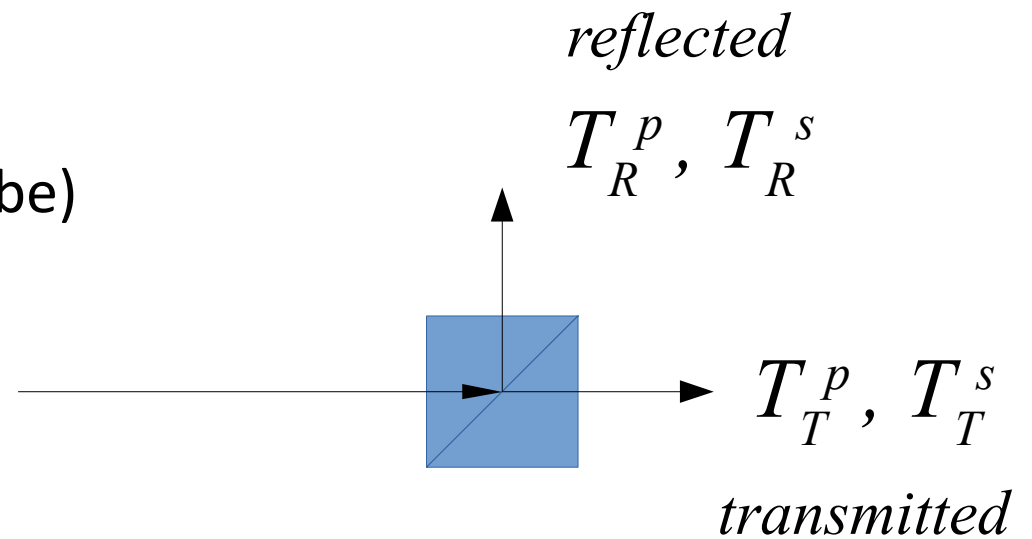 reflected
T_R^p, T_R^s
be)
T_T^p, T_T^s
transmitted